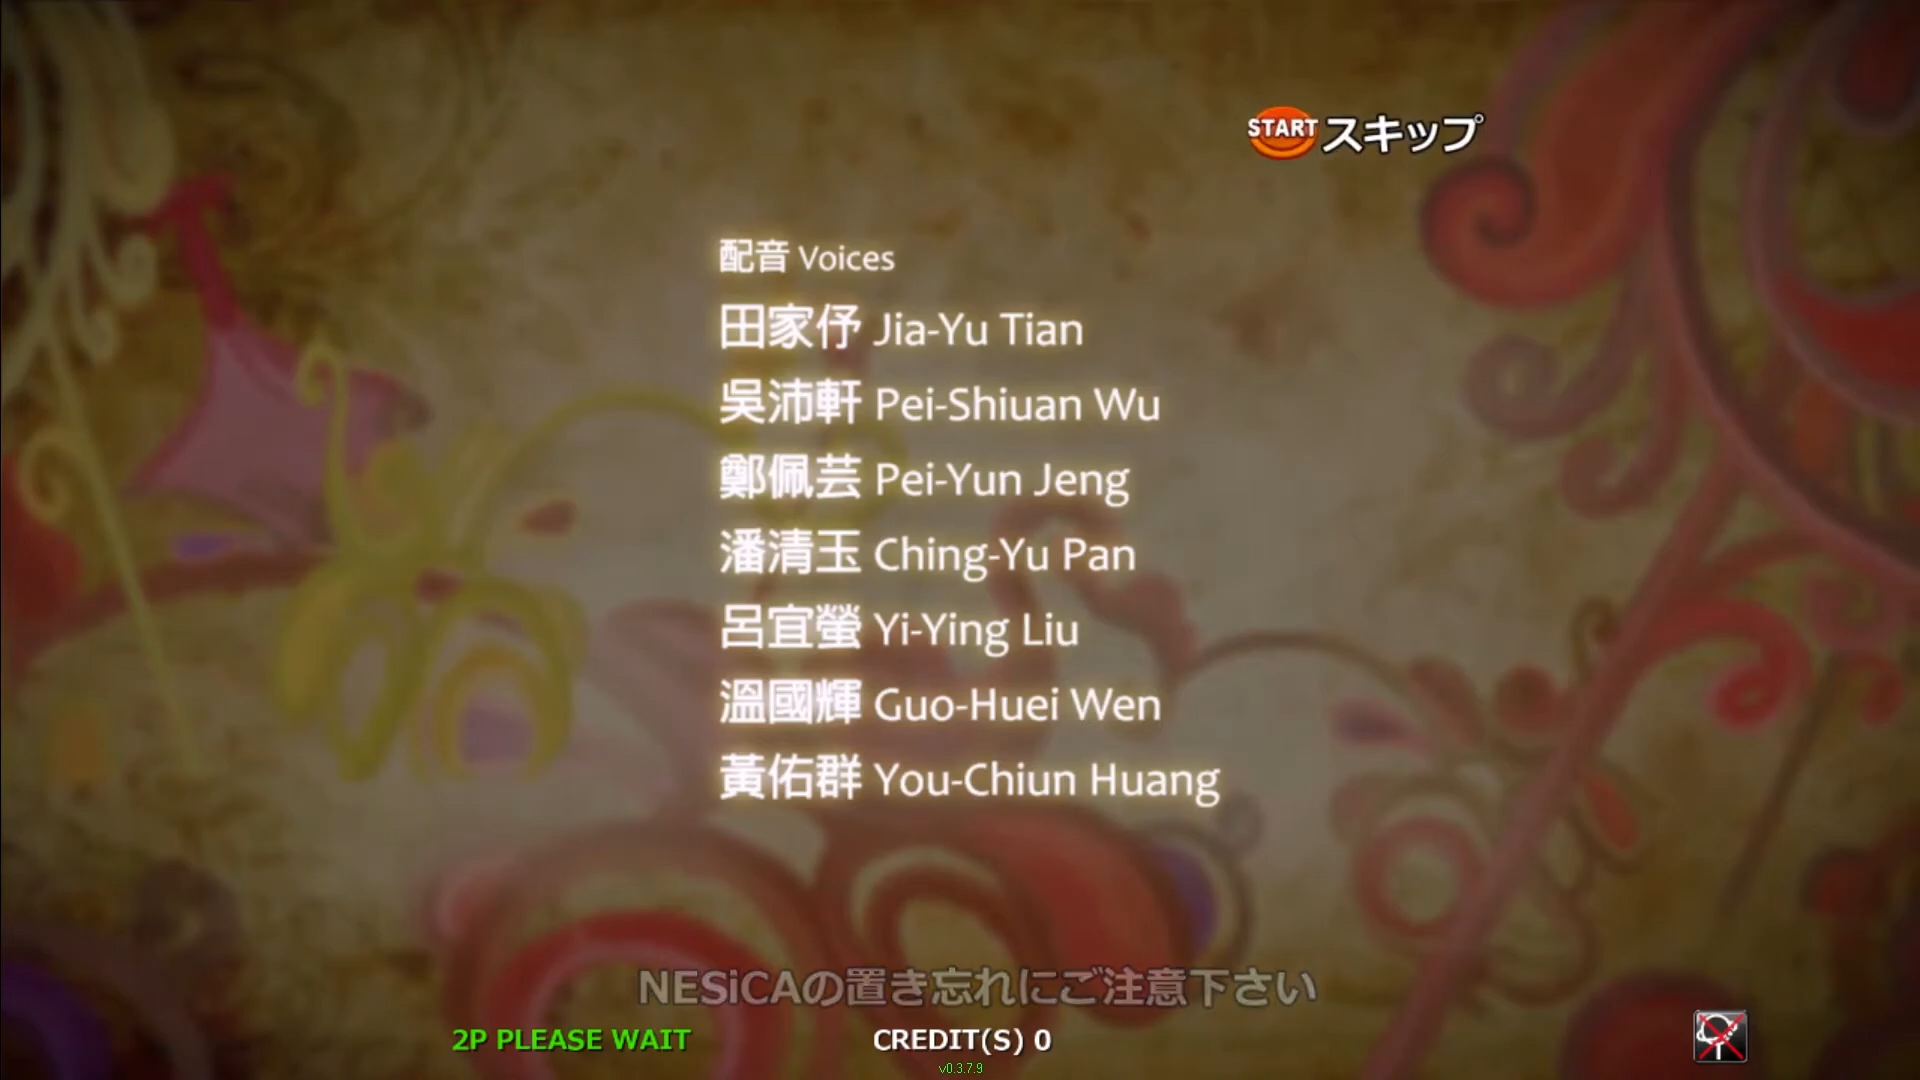 START スキップ
配音 Voices
田家伃 Jia-Yu Tian
吳沛軒 Pei-Shiuan Wu
鄭佩芸 Pei-Yun Jeng
潘清玉 Ching-Yu Pan
呂宜螢 Yi-Ying Liu
溫國輝 Guo-Huei Wen
黃佑群 You-Chiun Huang
NESiCAの置き忘れにご注意下さい
2P PLEASE WAIT CREDIT(S) 0
v0.3.7.9